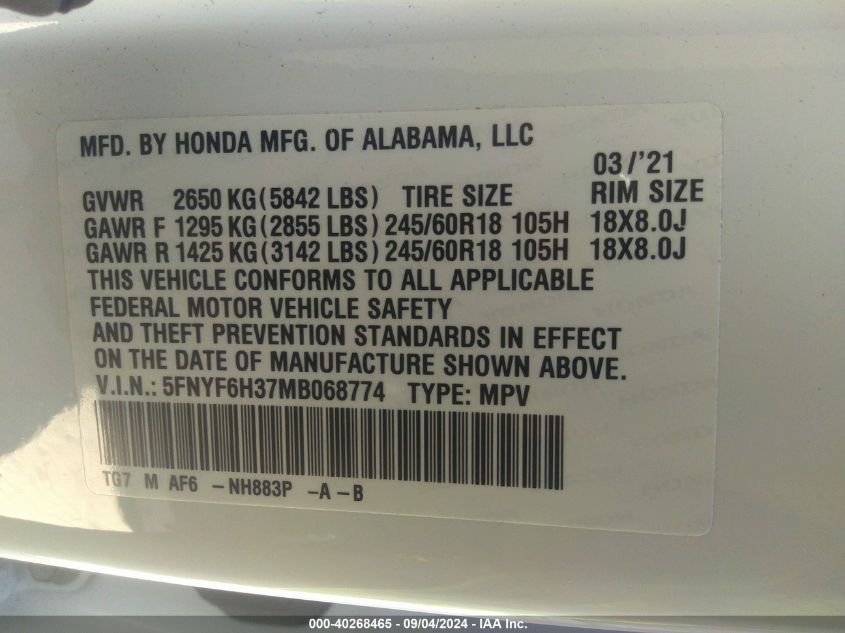 MFD. BY HONDA MFG. OF ALABAMA, LLC
03/'21
GVWR 2650 KG(5842 LBS) TIRE SIZE RIM SIZE
GAWR F 1295 KG(2855 LBS) 245/60R18 105H 18X8.0J
GAWR R 1425 KG(3142 LBS) 245/60R18 105H 18X8.0J
THIS VEHICLE CONFORMS TO ALL APPLICABLE
FEDERAL MOTOR VEHICLE SAFETY
AND THEFT PREVENTION STANDARDS IN EFFECT
ON THE DATE OF MANUFACTURE SHOWN ABOVE.
V.I.N.: 5FNYF6H37MB068774 TYPE: MPV
TG7 M AF6 -NH883P -A-B
000-40268465 - 09/04/2024 - IAA Inc.